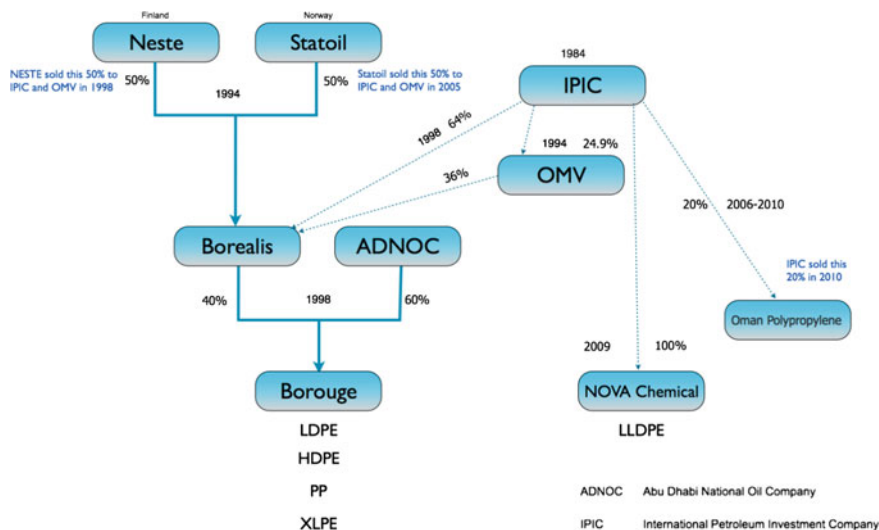 Finland
Norway
Neste
Statoil
1984
NESTE sold this 50% to
IPIC and OMV in 1998
50%
50%
Statoil sold this 50% to
IPIC and OMV in 2005
IPIC
1994
1998 64%
1994 24.9%
OMV
36%
20% 2006-2010
Borealis
ADNOC
IPIC sold this
20% in 2010
40%
1998
60%
Oman Polypropylene
2009 100%
Borouge
NOVA Chemical
LDPE
LLDPE
HDPE
PP
ADNOC Abu Dhabi National Oil Company
XLPE
IPIC International Petroleum Investment Company